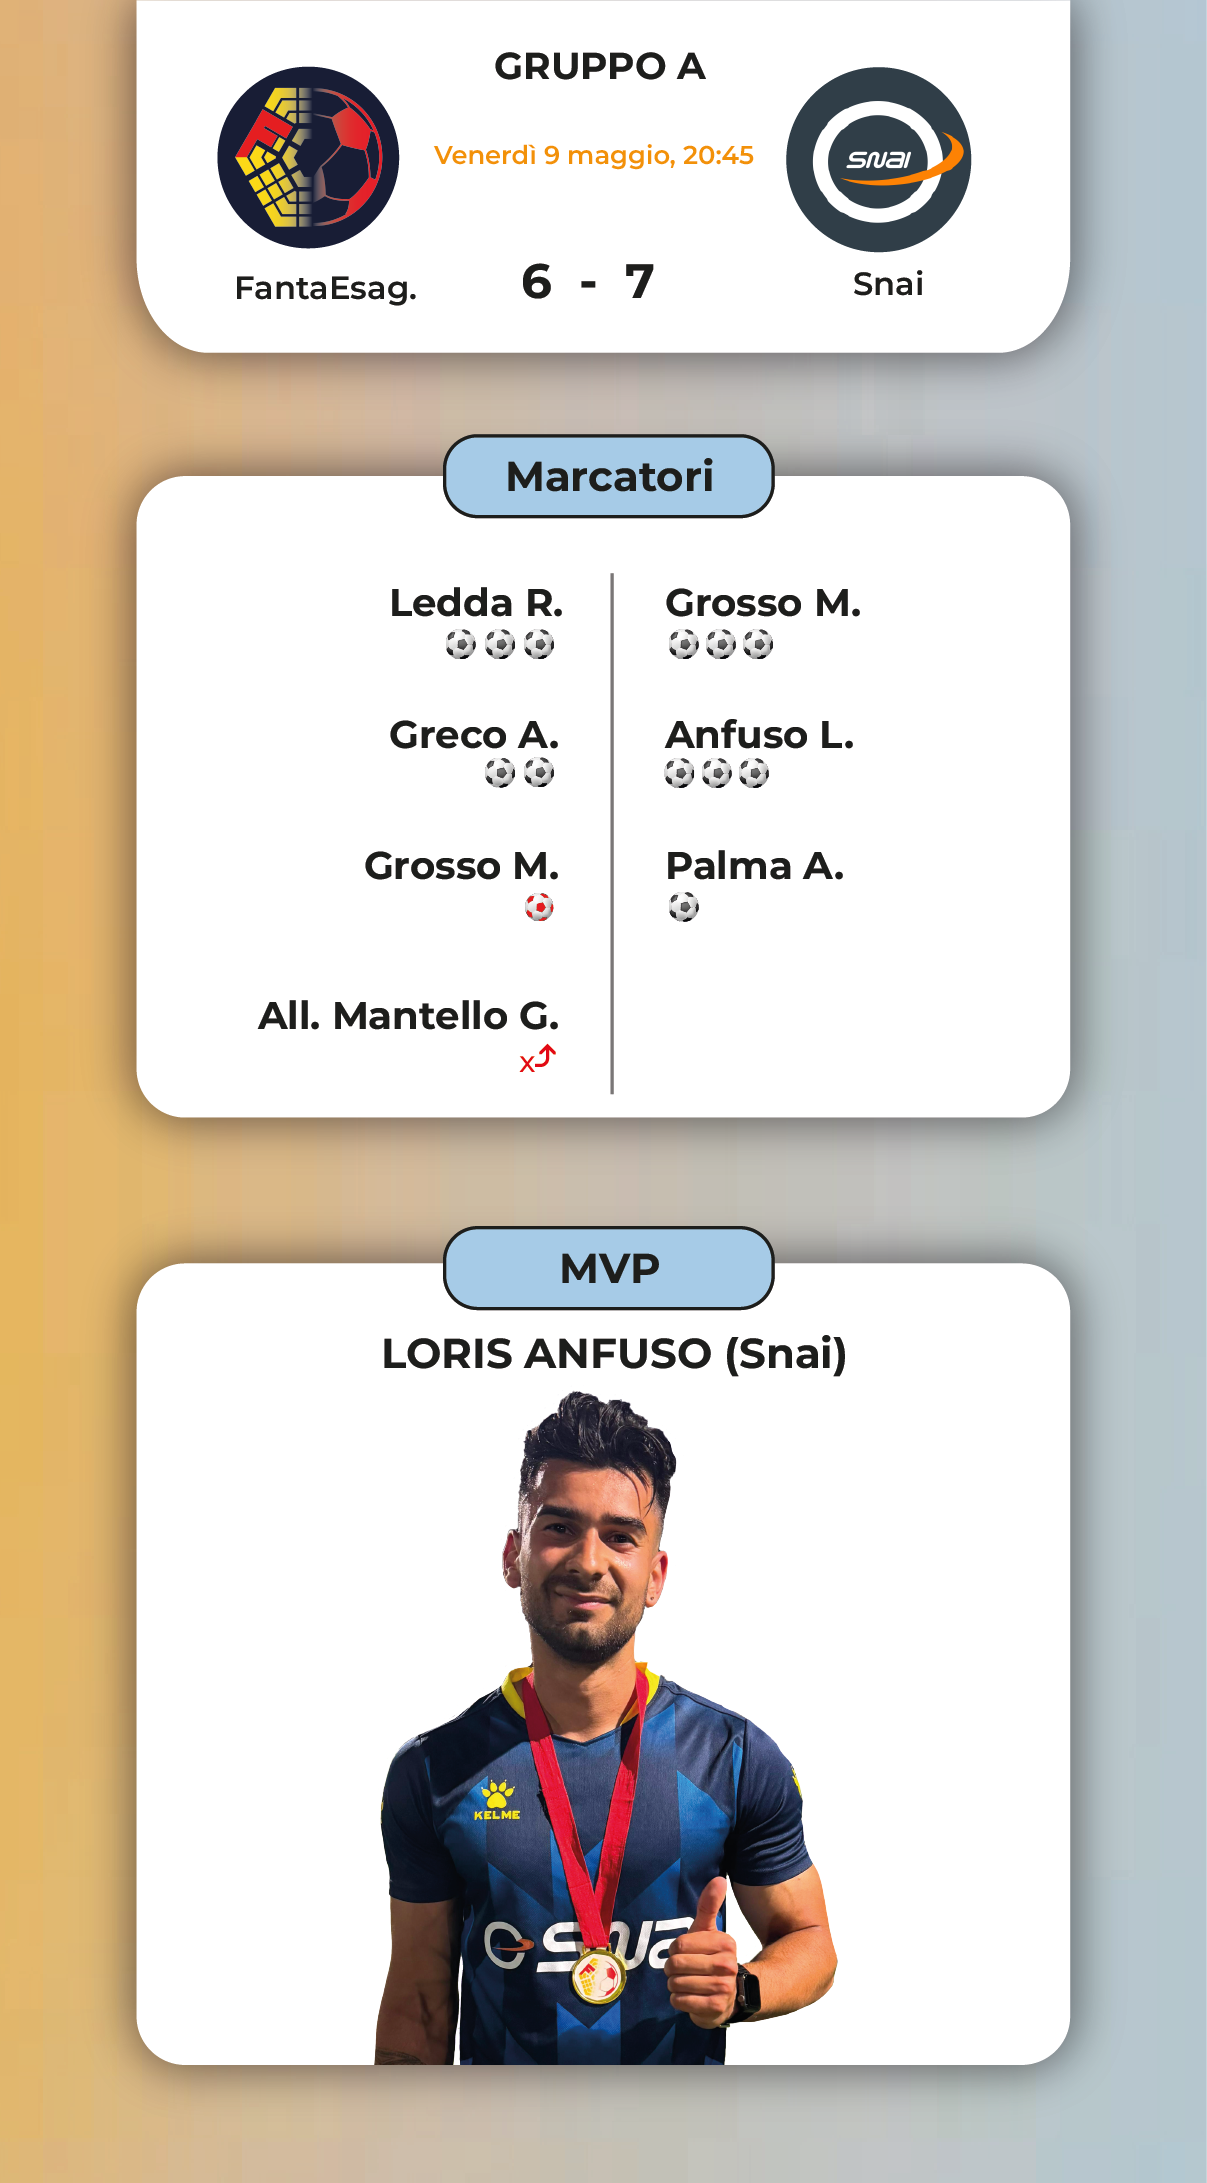 GRUPPO A
Venerdì 9 maggio, 20:45
SNAI
FantaEsag.
6 - 7
Snai
Marcatori
Ledda R.
Grosso M.
Greco A.
Anfuso L.
Grosso M.
Palma A.
All. Mantello G.
x
MVP
LORIS ANFUSO (Snai)
KELME
SNA